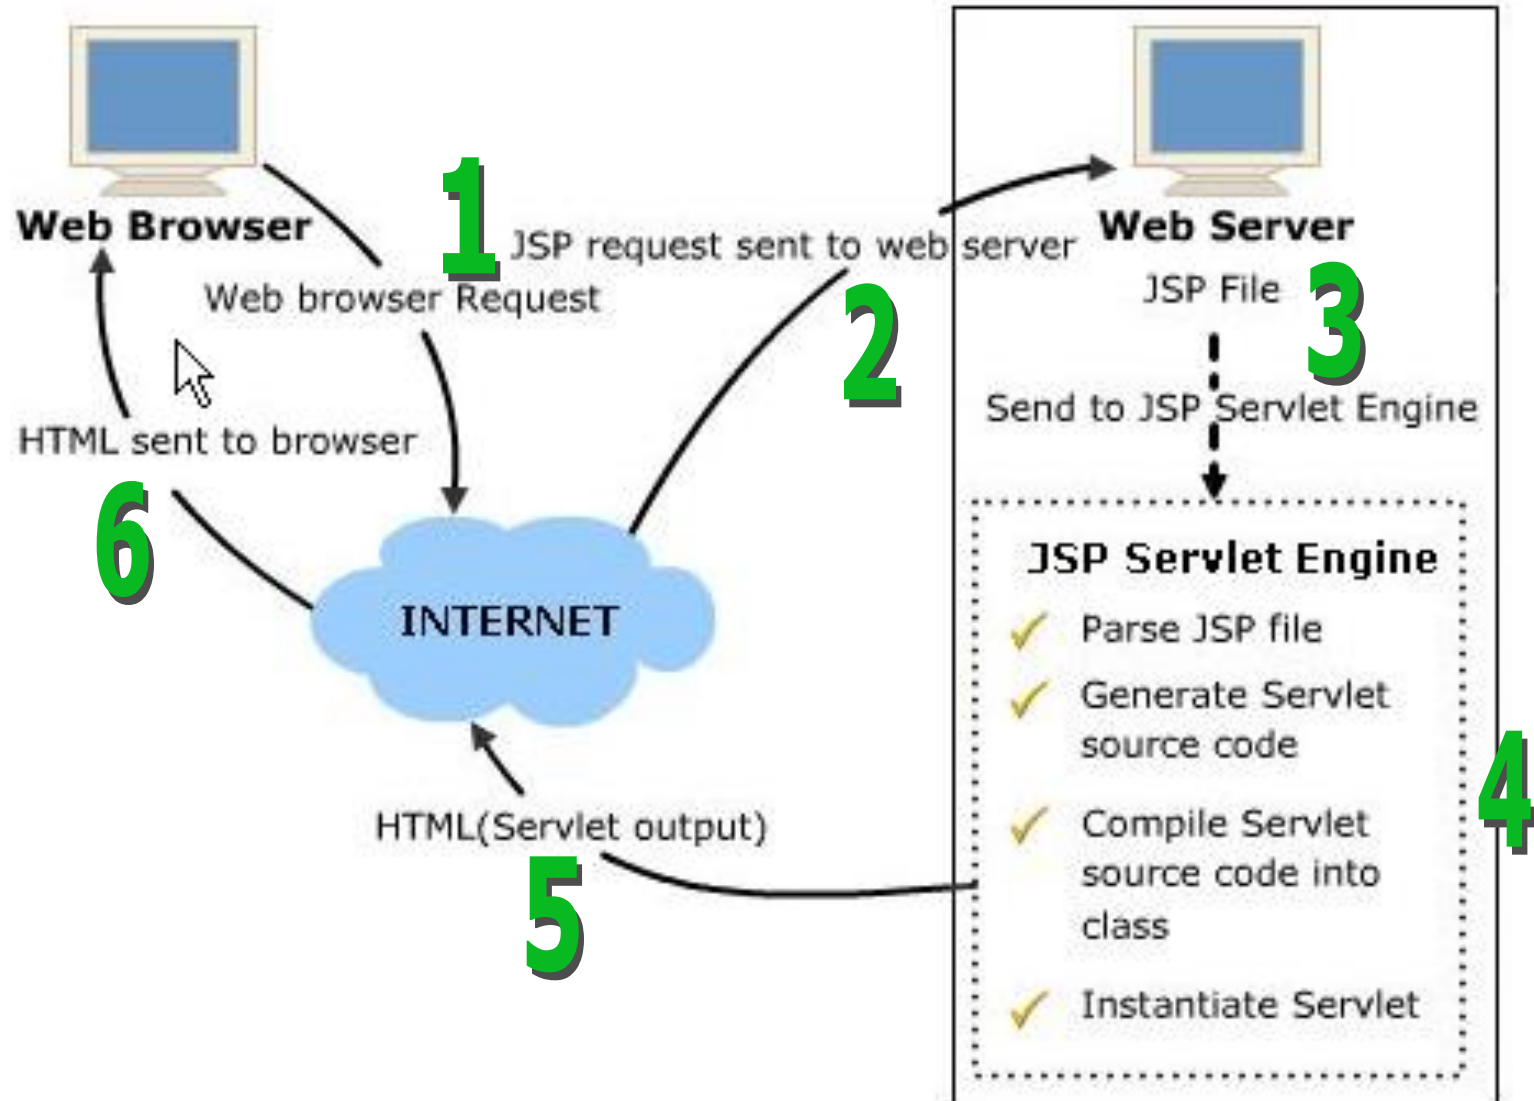 Web Browser
1
JSP request sent to web server
Web Server
Web browser Request
2
JSP File
3
Send to JSP Servlet Engine
HTML sent to browser
6
INTERNET
JSP Servlet Engine
Parse JSP file
Generate Servlet
source code
Compile Servlet
source code into
class
Instantiate Servlet
4
HTML(Servlet output)
5